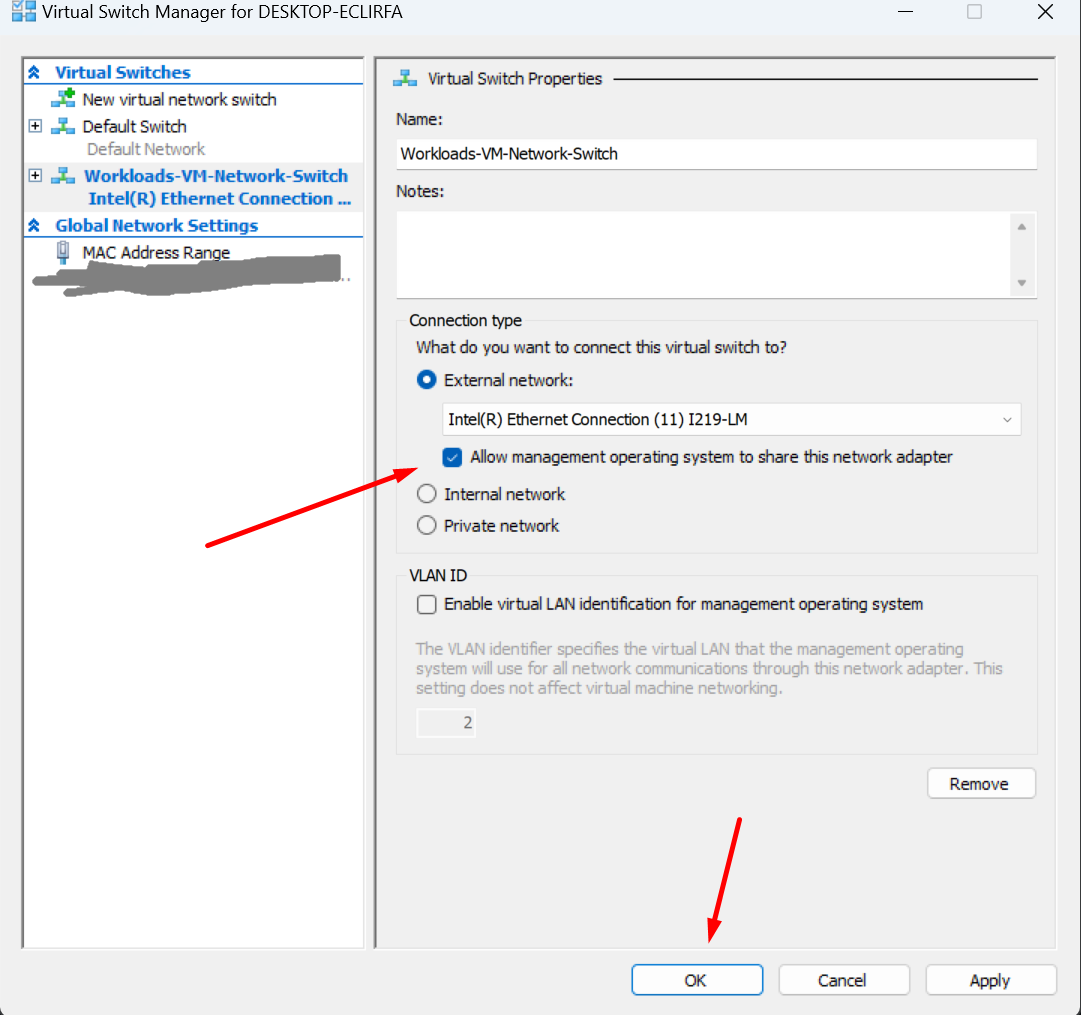 Virtual Switch Manager for DESKTOP-ECLIRFA
Virtual Switches
New virtual network switch
Default Switch
Default Network
Workloads-VM-Network-Switch
Intel(R) Ethernet Connection ...
Global Network Settings
MAC Address Range
Virtual Switch Properties
Name:
Workloads-VM-Network-Switch
Notes:
Connection type
What do you want to connect this virtual switch to?
External network:
Intel(R) Ethernet Connection (11) I219-LM
Allow management operating system to share this network adapter
Internal network
Private network
VLAN ID
Enable virtual LAN identification for management operating system
The VLAN identifier specifies the virtual LAN that the management operating
system will use for all network communications through this network adapter. This
setting does not affect virtual machine networking.
2
Remove
OK
Cancel
Apply